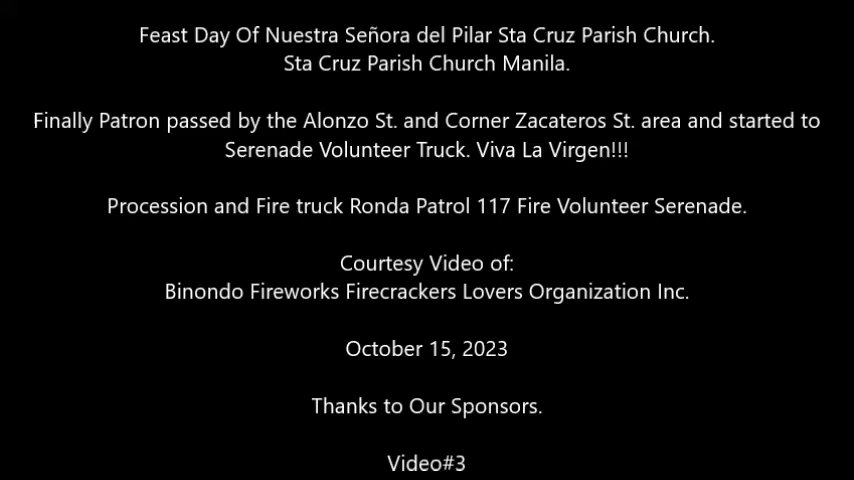 Feast Day Of Nuestra Señora del Pilar Sta Cruz Parish Church.
Sta Cruz Parish Church Manila.
Finally Patron passed by the Alonzo St. and Corner Zacateros St. area and started to
Serenade Volunteer Truck. Viva La Virgen!!!
Procession and Fire truck Ronda Patrol 117 Fire Volunteer Serenade.
Courtesy Video of:
Binondo Fireworks Firecrackers Lovers Organization Inc.
October 15, 2023
Thanks to Our Sponsors.
Video#3